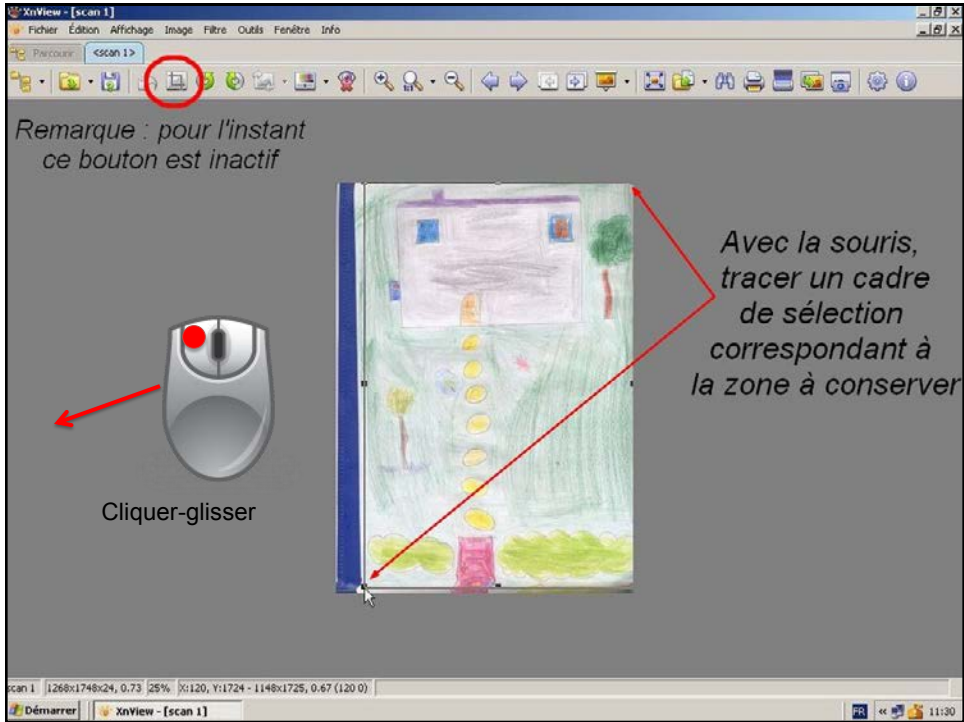 XnView - [scan 1]
Fichier Édition Affichage Image Filtre Outils Fenêtre Info
Parcourir <scan 1>
Remarque : pour l'instant
ce bouton est inactif
Avec la souris,
tracer un cadre
de sélection
correspondant à
la zone à conserver
Cliquer-glisser
scan 1 1268x1748x24, 0.73 25% X:120, Y:1724 - 1148x1725, 0.67 (120 0)
Démarrer XnView - [scan 1] FR « 11:30